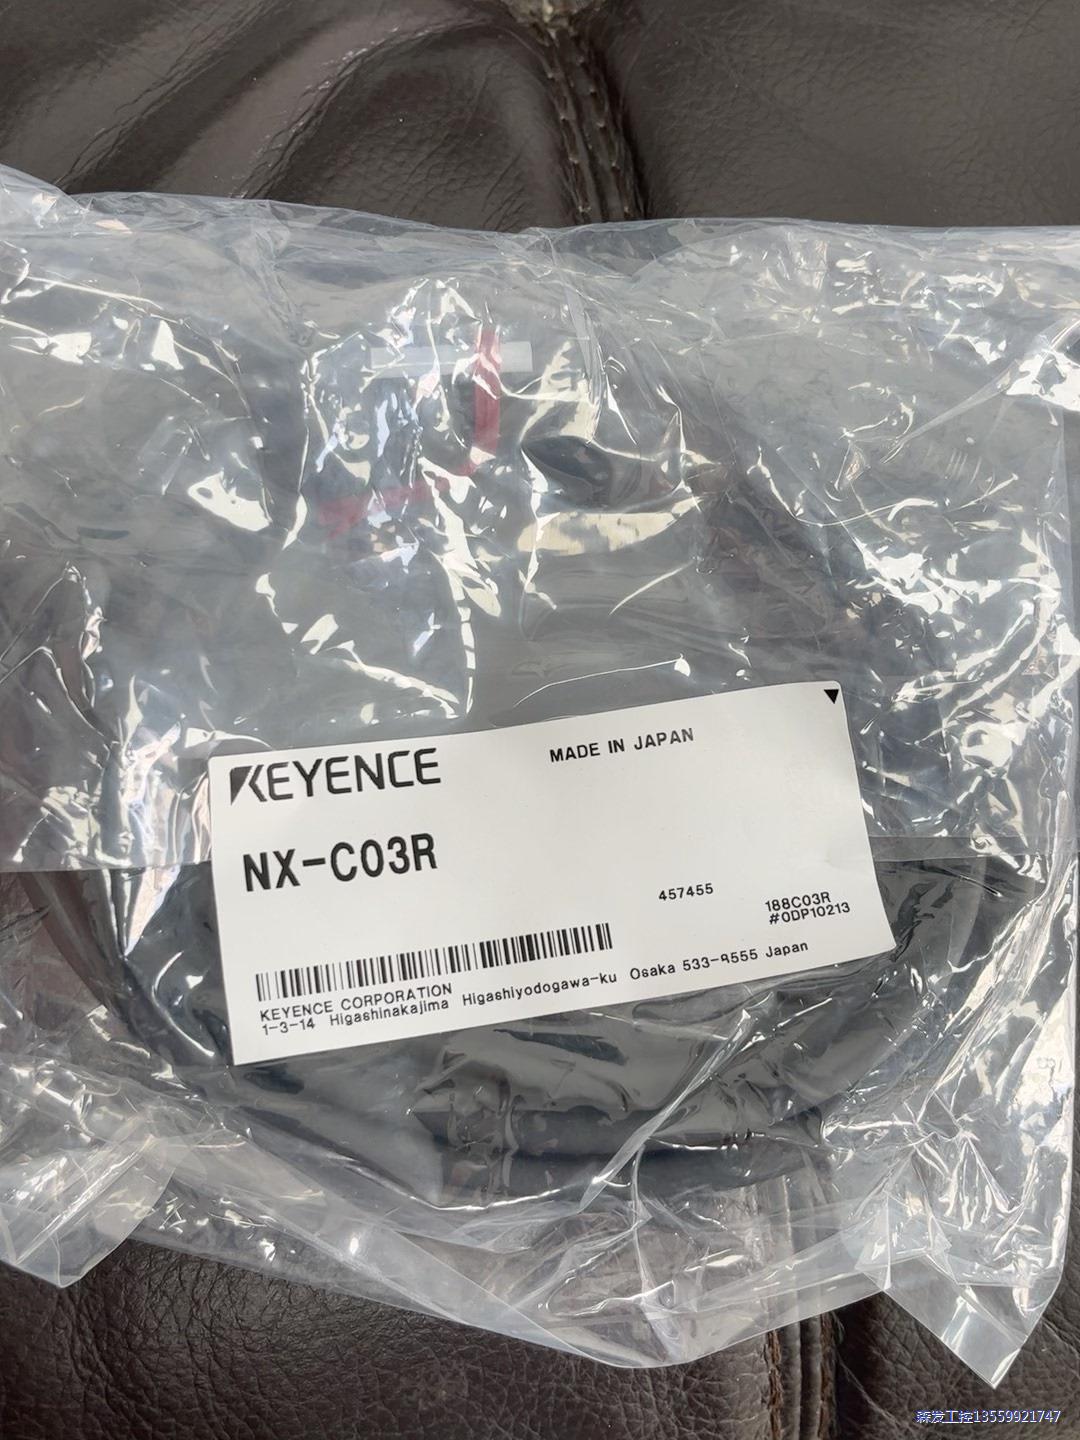 KEYENCE
MADE IN JAPAN
NX-C03R
457455
188C03R
#0DP10213
KEYENCE CORPORATION
1-3-14 Higashinakajima Higashiyodogawa-ku Osaka 533-8555 Japan
森发工控13559921747